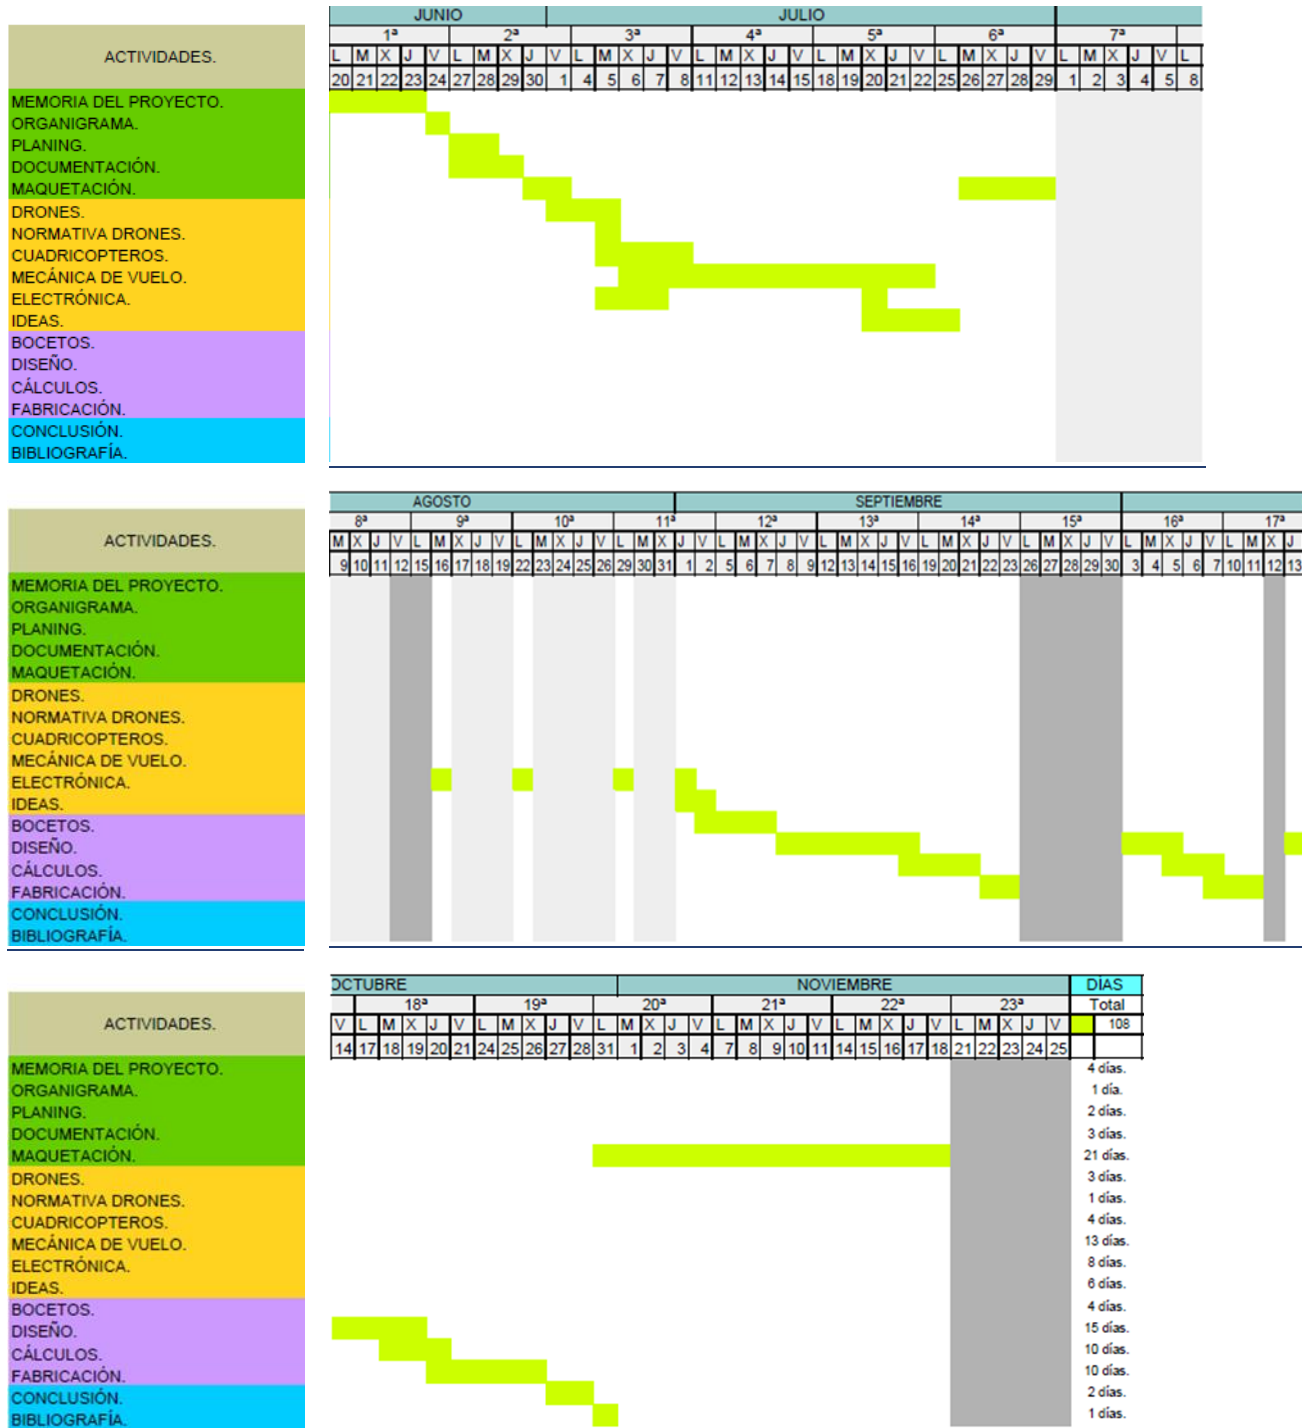 JUNIO JULIO
1ª 2ª 3ª 4ª 5ª 6ª 7ª
ACTIVIDADES.
L M X J V L M X J V L M X J V L M X J V L M X J V L M X J V L M X J V L
20 21 22 23 24 27 28 29 30 1 4 5 6 7 8 11 12 13 14 15 18 19 20 21 22 25 26 27 28 29 1 2 3 4 5 8
MEMORIA DEL PROYECTO.
ORGANIGRAMA.
PLANING.
DOCUMENTACIÓN.
MAQUETACIÓN.
DRONES.
NORMATIVA DRONES.
CUADRICOPTEROS.
MECÁNICA DE VUELO.
ELECTRÓNICA.
IDEAS.
BOCETOS.
DISEÑO.
CÁLCULOS.
FABRICACIÓN.
CONCLUSIÓN.
BIBLIOGRAFÍA.
AGOSTO SEPTIEMBRE
8ª 9ª 10ª 11ª 12ª 13ª 14ª 15ª 16ª 17ª
ACTIVIDADES.
M X J V L M X J V L M X J V L M X J V L M X J V L M X J V L M X J V L M X J V L M X J V L M X J
9 10 11 12 15 16 17 18 19 22 23 24 25 26 29 30 31 1 2 5 6 7 8 9 12 13 14 15 16 19 20 21 22 23 26 27 28 29 30 3 4 5 6 7 10 11 12 13
MEMORIA DEL PROYECTO.
ORGANIGRAMA.
PLANING.
DOCUMENTACIÓN.
MAQUETACIÓN.
DRONES.
NORMATIVA DRONES.
CUADRICOPTEROS.
MECÁNICA DE VUELO.
ELECTRÓNICA.
IDEAS.
BOCETOS.
DISEÑO.
CÁLCULOS.
FABRICACIÓN.
CONCLUSIÓN.
BIBLIOGRAFÍA.
OCTUBRE NOVIEMBRE DÍAS
18ª 19ª 20ª 21ª 22ª 23ª Total
ACTIVIDADES.
V L M X J V L M X J V L M X J V L M X J V L M X J V L M X J V 108
14 17 18 19 20 21 24 25 26 27 28 31 1 2 3 4 7 8 9 10 11 14 15 16 17 18 21 22 23 24 25
MEMORIA DEL PROYECTO. 4 días.
ORGANIGRAMA. 1 día.
PLANING. 2 días.
DOCUMENTACIÓN. 3 días.
MAQUETACIÓN. 21 días.
DRONES. 3 días.
NORMATIVA DRONES. 1 días.
CUADRICOPTEROS. 4 días.
MECÁNICA DE VUELO. 13 días.
ELECTRÓNICA. 8 días.
IDEAS. 6 días.
BOCETOS. 4 días.
DISEÑO. 15 días.
CÁLCULOS. 10 días.
FABRICACIÓN. 10 días.
CONCLUSIÓN. 2 días.
BIBLIOGRAFÍA. 1 días.